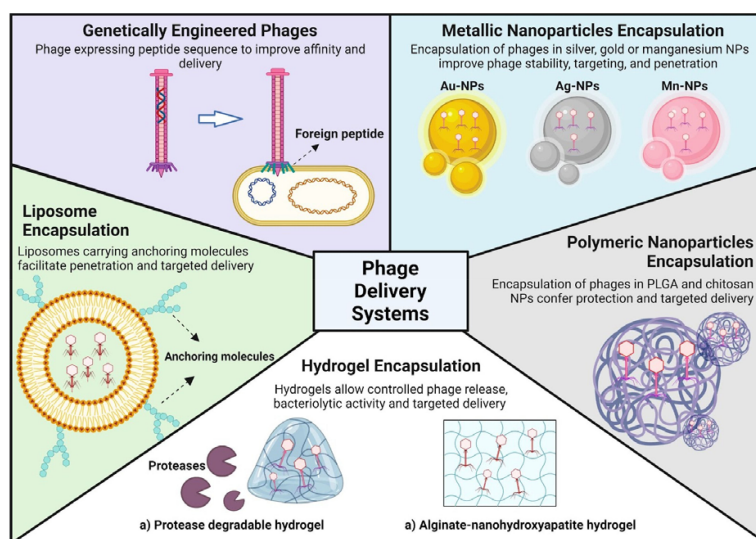 Genetically Engineered Phages
Phage expressing peptide sequence to improve affinity and
delivery
Foreign peptide
Metallic Nanoparticles Encapsulation
Encapsulation of phages in silver, gold or manganesium NPs
improve phage stability, targeting, and penetration
Au-NPs
Ag-NPs
Mn-NPs
Liposome
Encapsulation
Liposomes carrying anchoring molecules
facilitate penetration and targeted delivery
Anchoring molecules
Phage
Delivery
Systems
Polymeric Nanoparticles
Encapsulation
Encapsulation of phages in PLGA and chitosan
NPs confer protection and targeted delivery
Hydrogel Encapsulation
Hydrogels allow controlled phage release,
bacteriolytic activity and targeted delivery
Proteases
a) Protease degradable hydrogel
a) Alginate-nanohydroxyapatite hydrogel